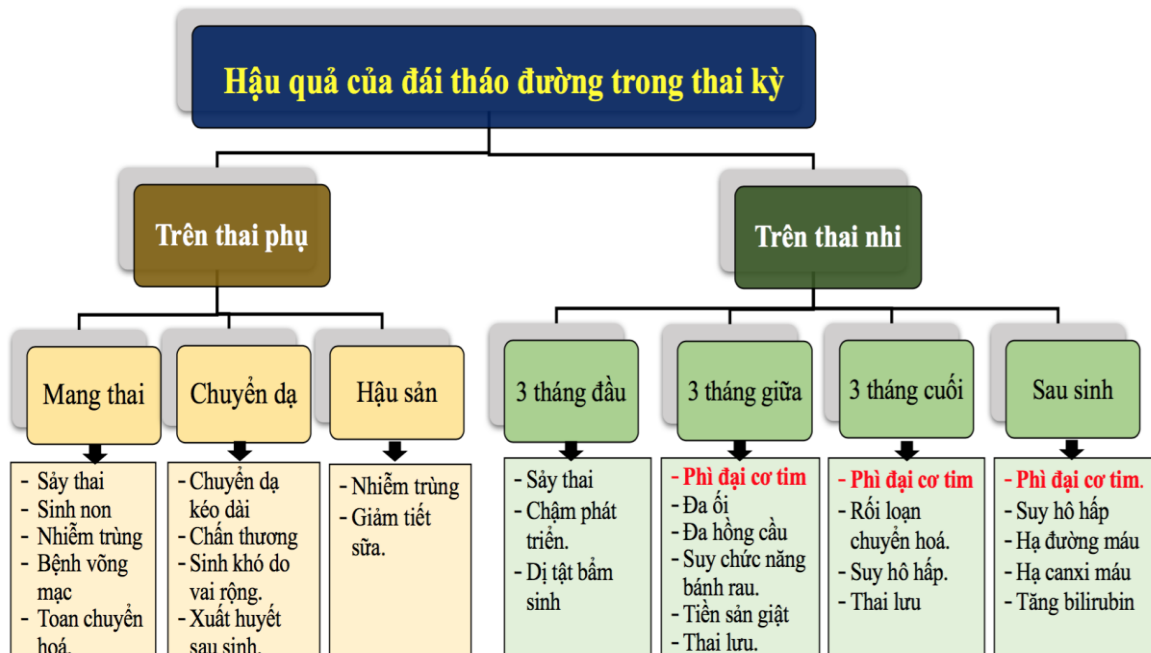 Hậu quả của đái tháo đường trong thai kỳ
Trên thai phụ
Trên thai nhi
Mang thai
Chuyển dạ
Hậu sản
3 tháng đầu
3 tháng giữa
3 tháng cuối
Sau sinh
- Sảy thai
- Sinh non
- Nhiễm trùng
- Bệnh võng
mạc
- Toan chuyển
hoá.
- Chuyển dạ
kéo dài
- Chấn thương
- Sinh khó do
vai rộng.
- Xuất huyết
sau sinh.
- Nhiễm trùng
- Giảm tiết
sữa.
- Sảy thai
- Chậm phát
triển.
- Dị tật bẩm
sinh
- Phì đại cơ tim
- Đa ối
- Đa hồng cầu
- Suy chức năng
bánh rau.
- Tiền sản giật
- Thai lưu.
- Phì đại cơ tim
- Rối loạn
chuyển hoá.
- Suy hô hấp.
- Thai lưu
- Phì đại cơ tim.
- Suy hô hấp
- Hạ đường máu
- Hạ canxi máu
- Tăng bilirubin